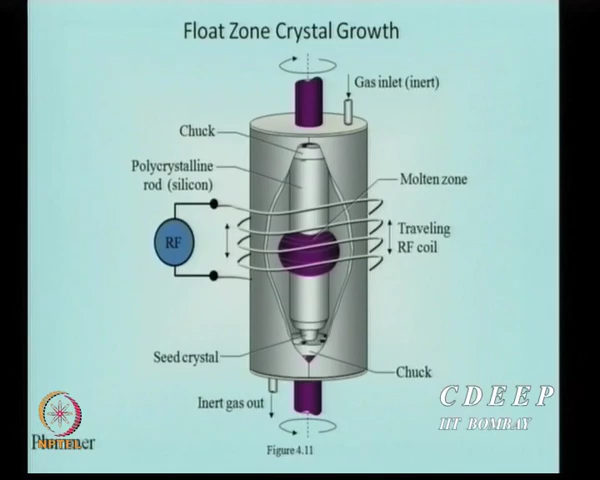 Float Zone Crystal Growth
Gas inlet (inert)
Chuck
Polycrystalline
rod (silicon)
Molten zone
RF
Traveling
RF coil
Seed crystal
Chuck
Inert gas out
CDEEP
IIT BOMBAY
NPTEL
Figure 4.11